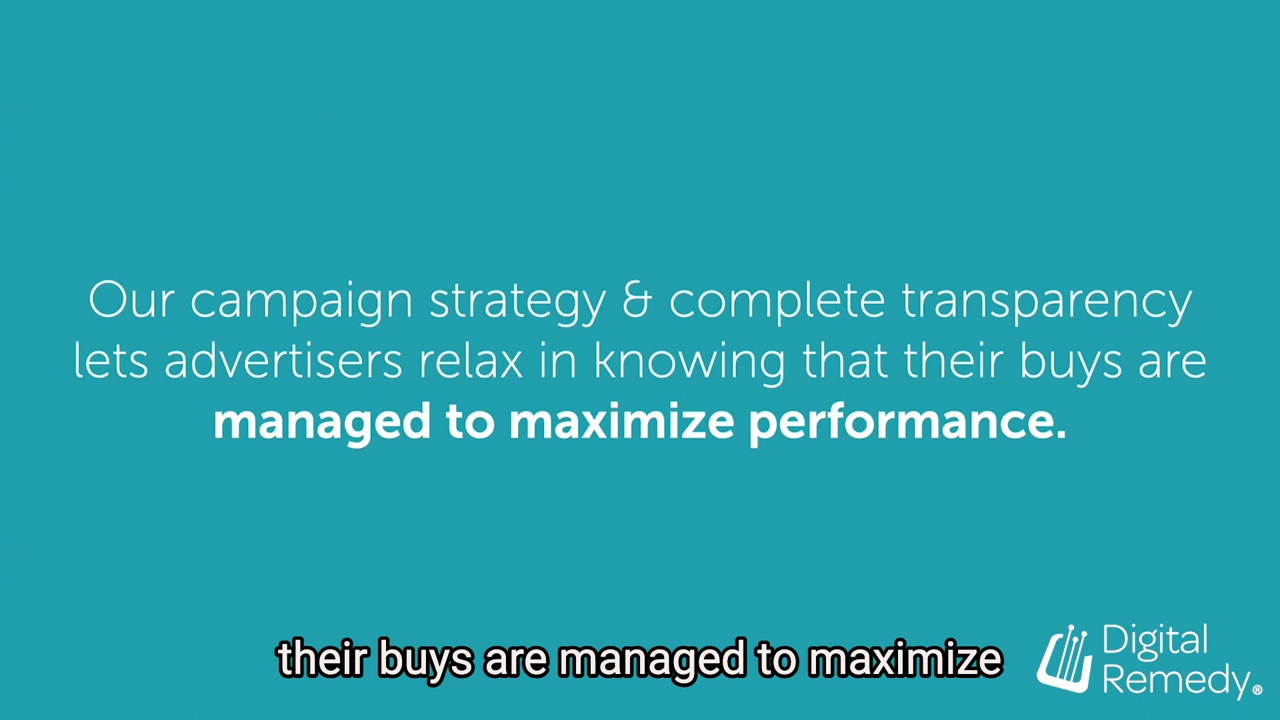 Our campaign strategy & complete transparency
lets advertisers relax in knowing that their buys are
managed to maximize performance.
their buys are managed to maximize
Digital
Remedy®